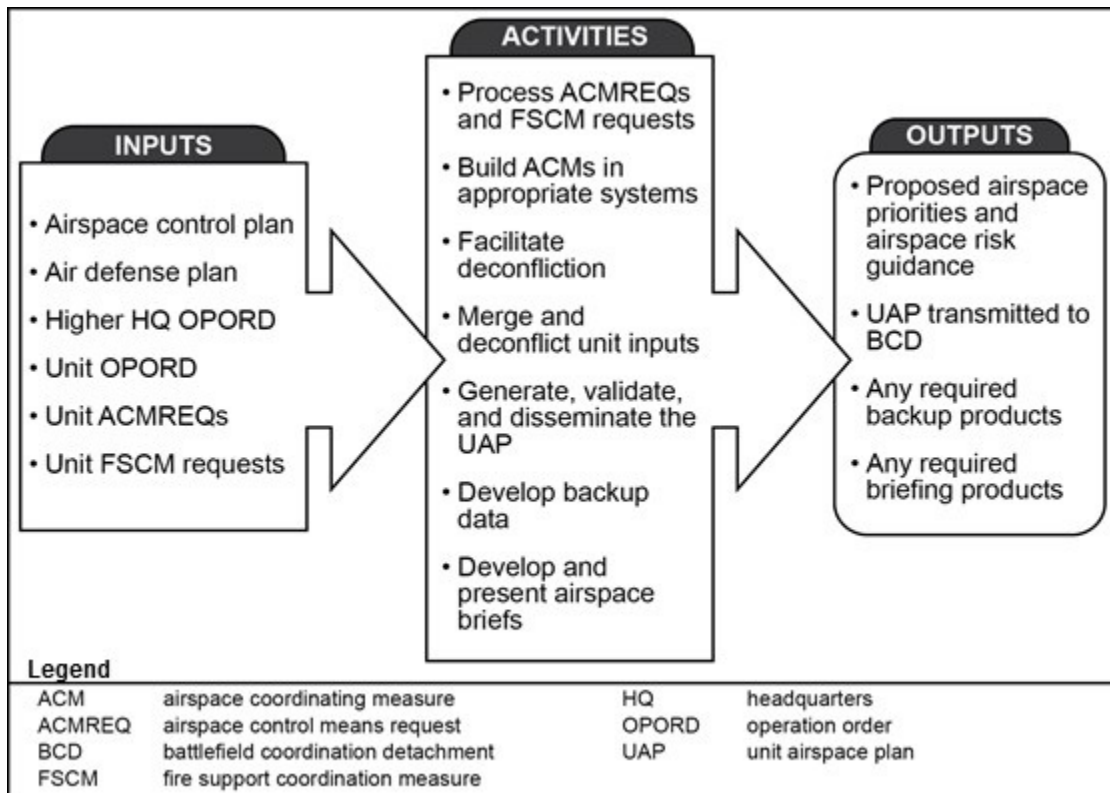 INPUTS
• Airspace control plan
• Air defense plan
• Higher HQ OPORD
• Unit OPORD
• Unit ACMREQs
• Unit FSCM requests
ACTIVITIES
• Process ACMREQs
and FSCM requests
• Build ACMs in
appropriate systems
• Facilitate
deconfliction
• Merge and
deconflict unit inputs
• Generate, validate,
and disseminate the
UAP
• Develop backup
data
• Develop and
present airspace
briefs
OUTPUTS
• Proposed airspace
priorities and
airspace risk
guidance
• UAP transmitted to
BCD
• Any required
backup products
• Any required
briefing products
Legend
ACM airspace coordinating measure
ACMREQ airspace control means request
BCD battlefield coordination detachment
FSCM fire support coordination measure
HQ headquarters
OPORD operation order
UAP unit airspace plan